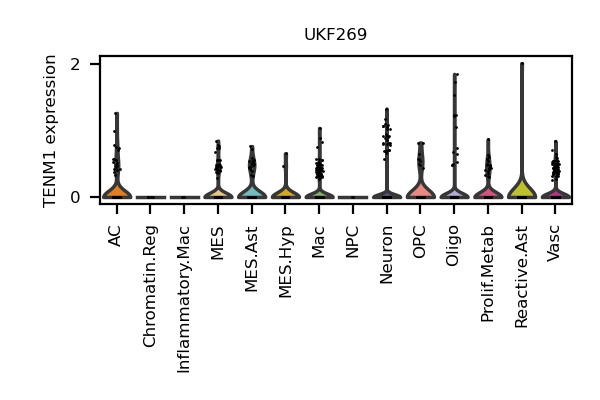 UKF269
TENM1 expression
2
0
AC
Chromatin.Reg
Inflammatory.Mac
MES
MES.Ast
MES.Hyp
Mac
NPC
Neuron
OPC
Oligo
Prolif.Metab
Reactive.Ast
Vasc